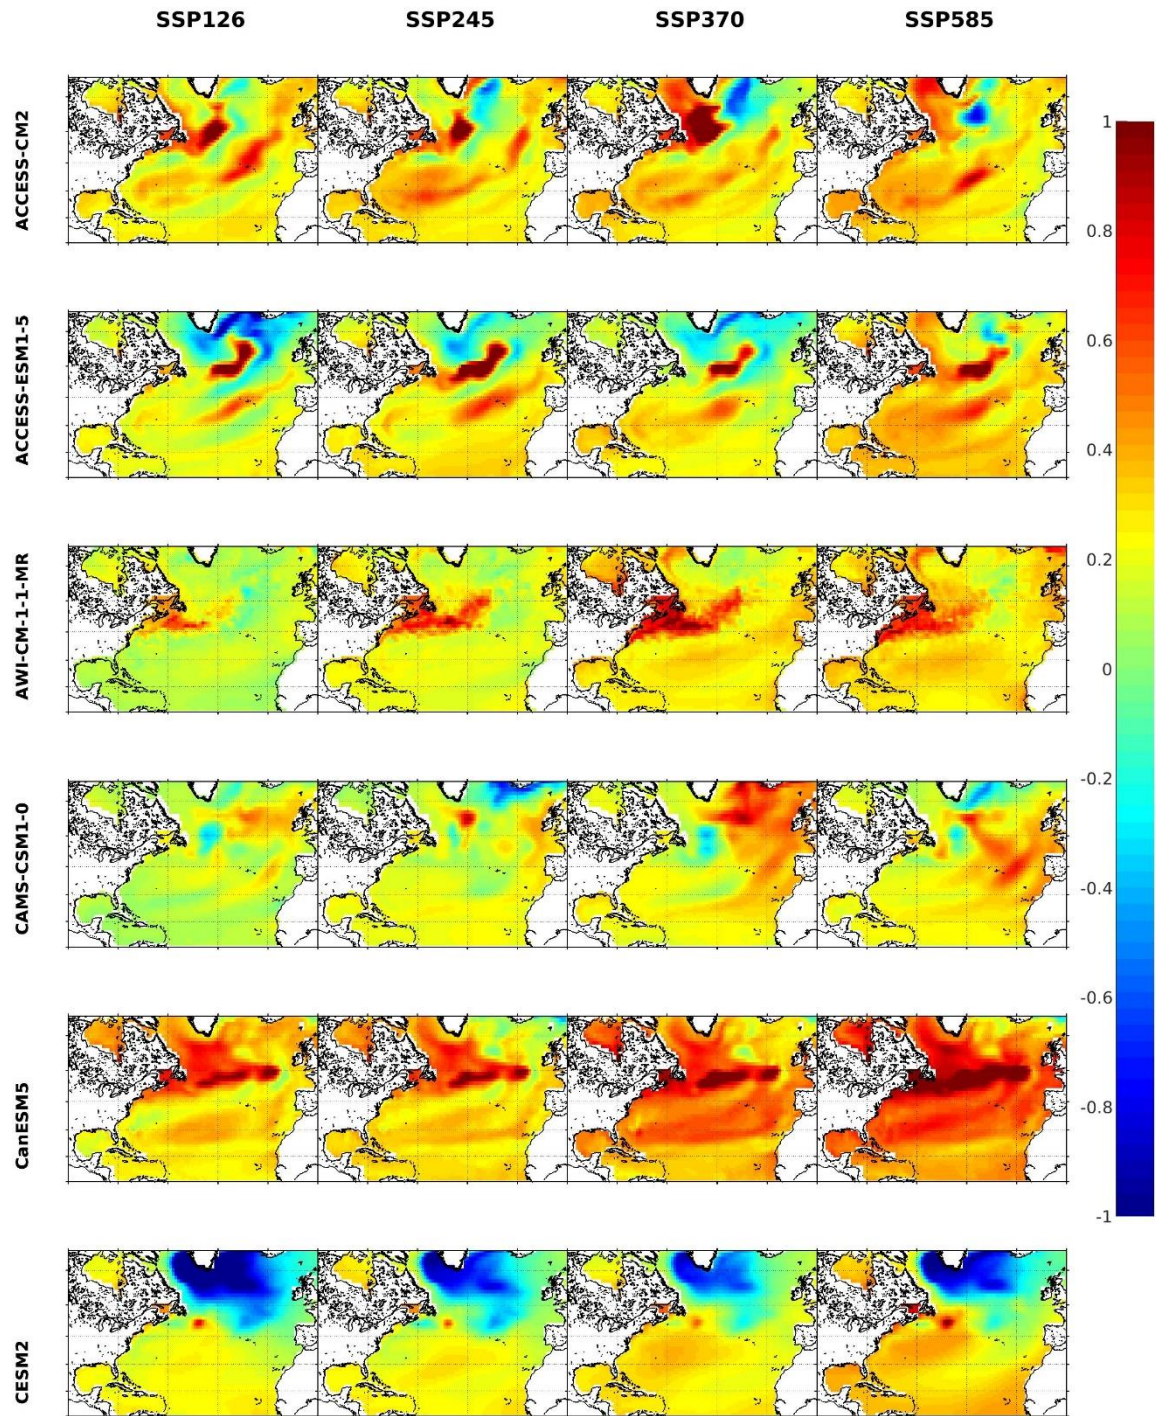 SSP126 SSP245 SSP370 SSP585
ACCESS-CM2
ACCESS-ESM1-5
AWI-CM-1-1-MR
CAMS-CSM1-0
CanESM5
CESM2
1
0.8
0.6
0.4
0.2
0
-0.2
-0.4
-0.6
-0.8
-1